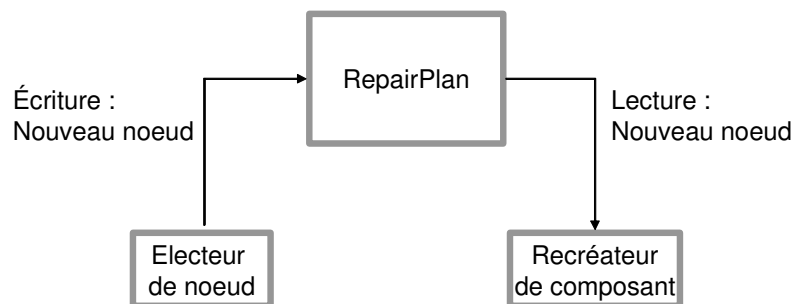 RepairPlan
Écriture :
Nouveau noeud
Lecture :
Nouveau noeud
Electeur
de noeud
Recréateur
de composant